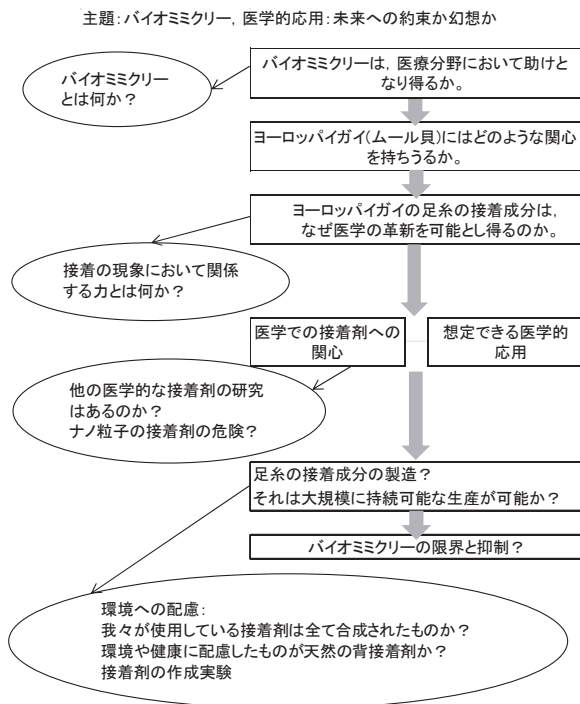 主題:バイオミミクリー, 医学的応用:未来への約束か幻想か
バイオミミクリーは, 医療分野において助けと
なり得るか。
バイオミミクリー
とは何か?
ヨーロッパイガイ(ムール貝)にはどのような関心
を持ちうるか。
ヨーロッパイガイの足糸の接着成分は,
なぜ医学の革新を可能とし得るのか。
接着の現象において関係
する力とは何か?
医学での接着剤への
関心
想定できる医学的
応用
他の医学的な接着剤の研究
はあるのか?
ナノ粒子の接着剤の危険?
足糸の接着成分の製造?
それは大規模に持続可能な生産が可能か?
バイオミミクリーの限界と抑制?
環境への配慮:
我々が使用している接着剤は全て合成されたものか?
環境や健康に配慮したものが天然の背接着剤か?
接着剤の作成実験